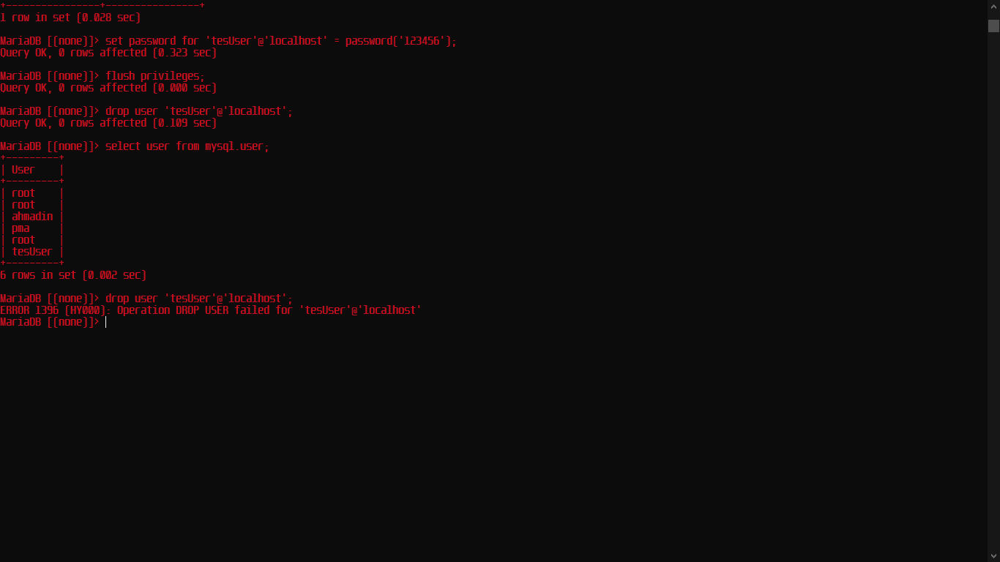 +----------------+----------------+
1 row in set (0.028 sec)
MariaDB [(none)]> set password for 'tesUser'@'localhost' = password('123456');
Query OK, 0 rows affected (0.323 sec)
MariaDB [(none)]> flush privileges;
Query OK, 0 rows affected (0.000 sec)
MariaDB [(none)]> drop user 'tesUser'@'localhost';
Query OK, 0 rows affected (0.109 sec)
MariaDB [(none)]> select user from mysql.user;
+---------+
| User    |
+---------+
| root    |
| root    |
| ahmadin |
| pma     |
| root    |
| tesUser |
+---------+
6 rows in set (0.002 sec)
MariaDB [(none)]> drop user 'tesUser'@'localhost';
ERROR 1396 (HY000): Operation DROP USER failed for 'tesUser'@'localhost'
MariaDB [(none)]>